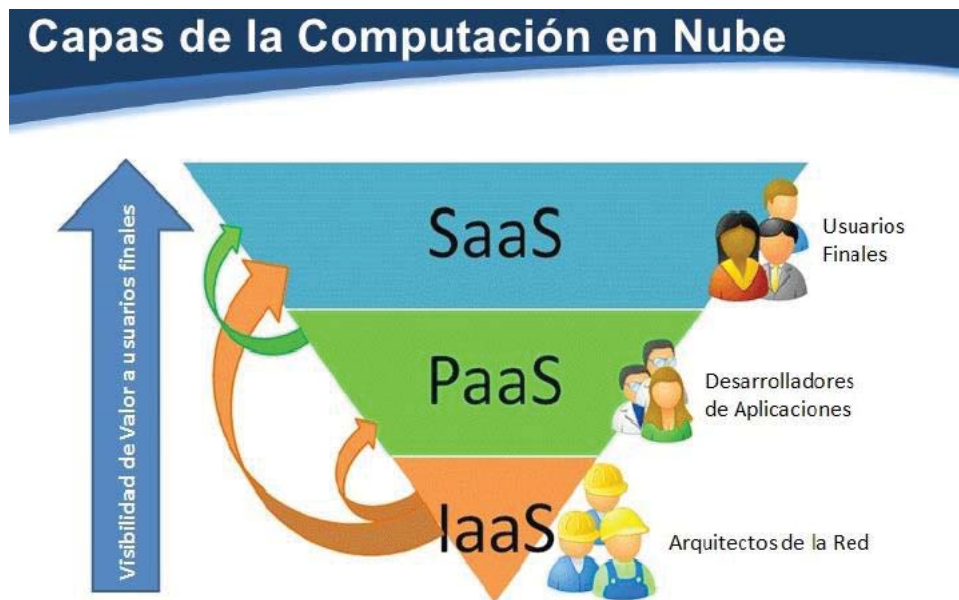 Capas de la Computación en Nube
Visibilidad de Valor a usuarios finales
SaaS
Usuarios
Finales
PaaS
Desarrolladores
de Aplicaciones
IaaS
Arquitectos de la Red